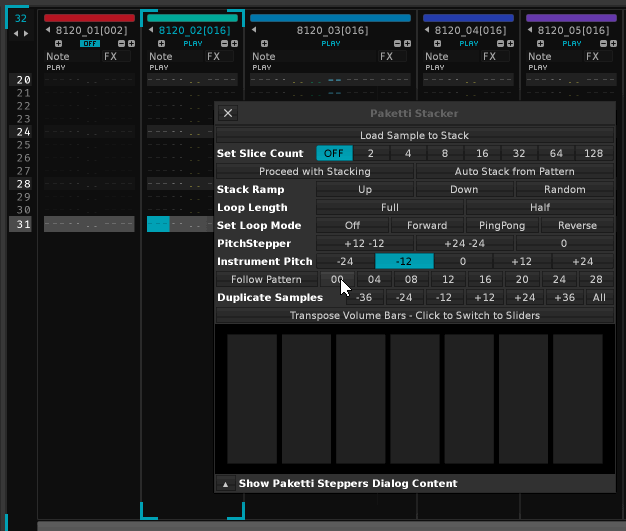 32
8120_01[002] 8120_02[016] 8120_03[016] 8120_04[016] 8120_05[016]
OFF PLAY PLAY PLAY PLAY
Note FX Note FX Note FX Note FX Note FX
PLAY PLAY PLAY PLAY PLAY
20
21
22
23
24
25
26
27
28
29
30
31
Paketti Stacker
Load Sample to Stack
Set Slice Count OFF 2 4 8 16 32 64 128
Proceed with Stacking Auto Stack from Pattern
Stack Ramp Up Down Random
Loop Length Full Half
Set Loop Mode Off Forward PingPong Reverse
PitchStepper +12 -12 +24 -24 0
Instrument Pitch -24 -12 0 +12 +24
Follow Pattern 00 04 08 12 16 20 24 28
Duplicate Samples -36 -24 -12 +12 +24 +36 All
Transpose Volume Bars - Click to Switch to Sliders
Show Paketti Steppers Dialog Content